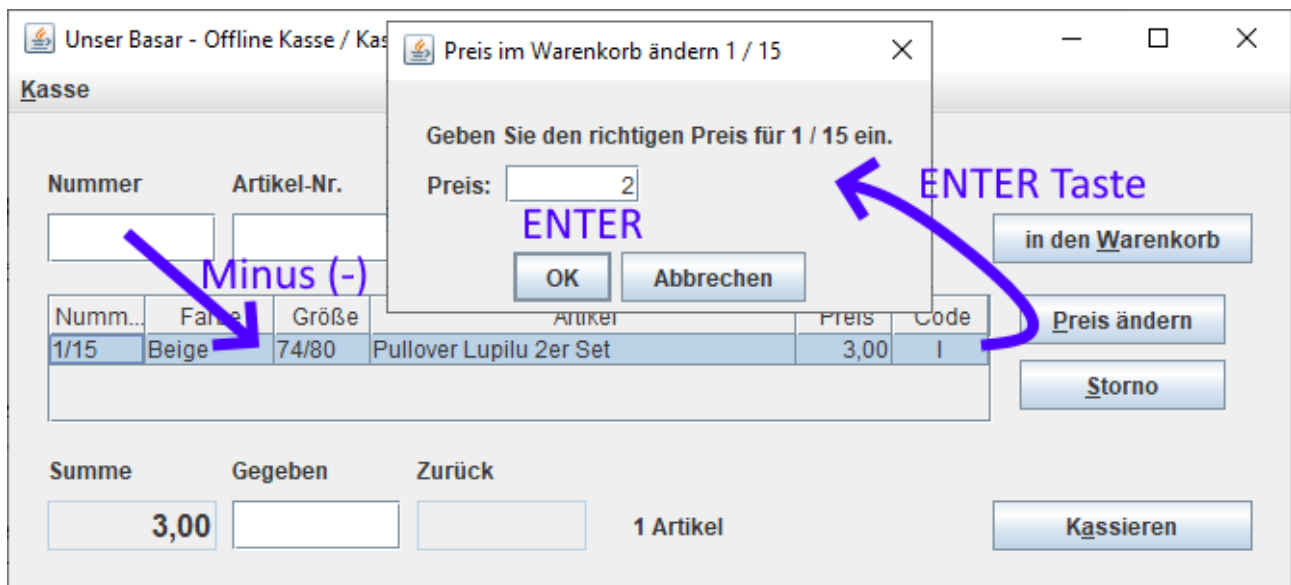 Unser Basar - Offline Kasse / Kas
Preis im Warenkorb ändern 1 / 15
Kasse
Geben Sie den richtigen Preis für 1 / 15 ein.
Nummer Artikel-Nr. Preis: 2 ENTER Taste
ENTER
in den Warenkorb
Minus (-) OK Abbrechen
Numm... Farbe Größe Artikel Preis Code Preis ändern
1/15 Beige 74/80 Pullover Lupilu 2er Set 3,00 I
Storno
Summe Gegeben Zurück
3,00 1 Artikel Kassieren